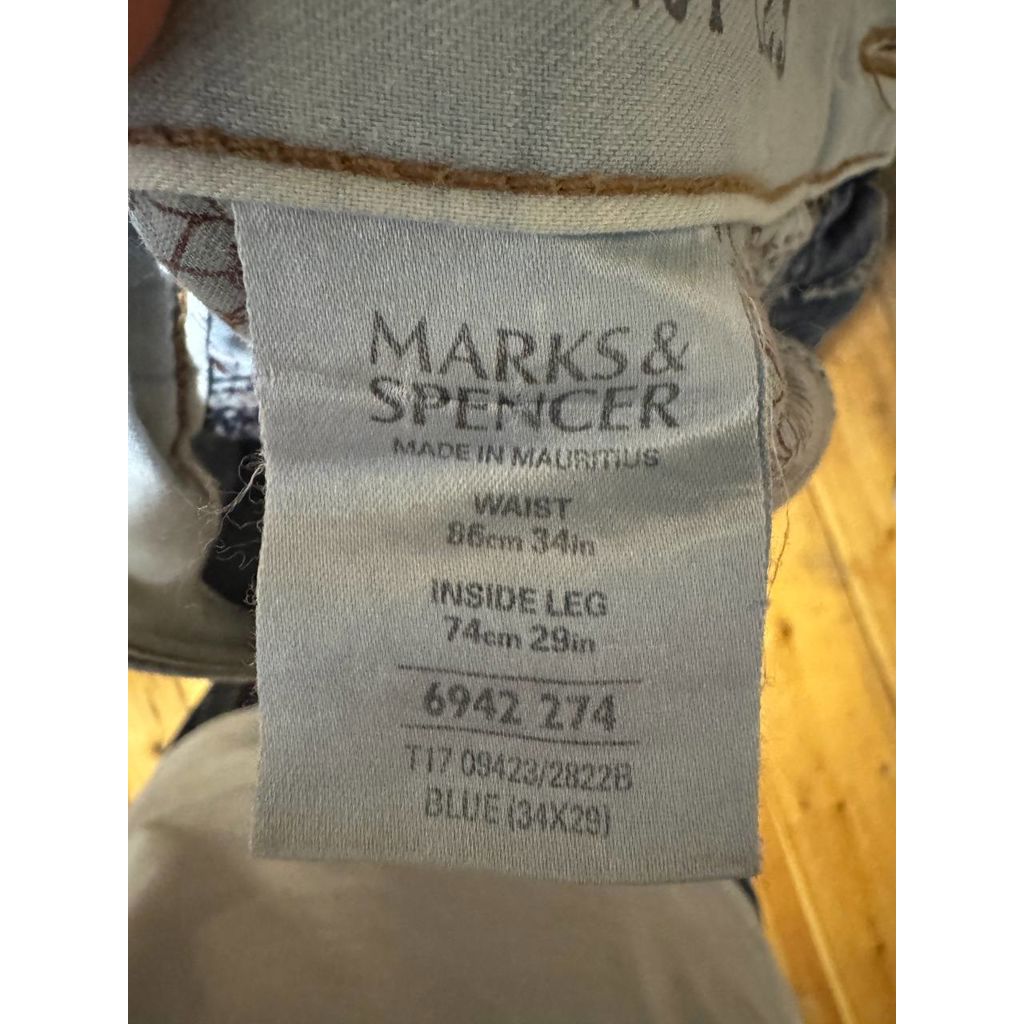 MARKS &
SPENCER
MADE IN MAURITIUS
WAIST
86cm 34in
INSIDE LEG
74cm 29in
6942 274
T17 09423/2822B
BLUE (34X29)